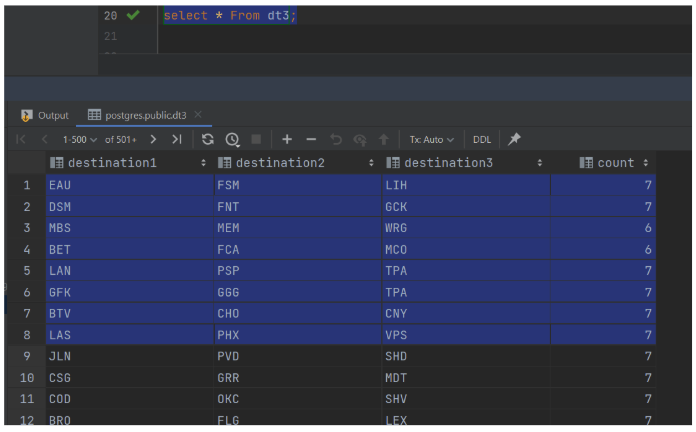 20 select * From dt3;
21
Output postgres.public.dt3
1-500 of 501+ Tx: Auto DDL
destination1 destination2 destination3 count
1 EAU FSM LIH 7
2 DSM FNT GCK 7
3 MBS MEM WRG 6
4 BET FCA MCO 6
5 LAN PSP TPA 7
6 GFK GGG TPA 7
7 BTV CHO CNY 7
8 LAS PHX VPS 7
9 JLN PVD SHD 7
10 CSG GRR MDT 7
11 COD OKC SHV 7
12 BRO FLG LEX 7